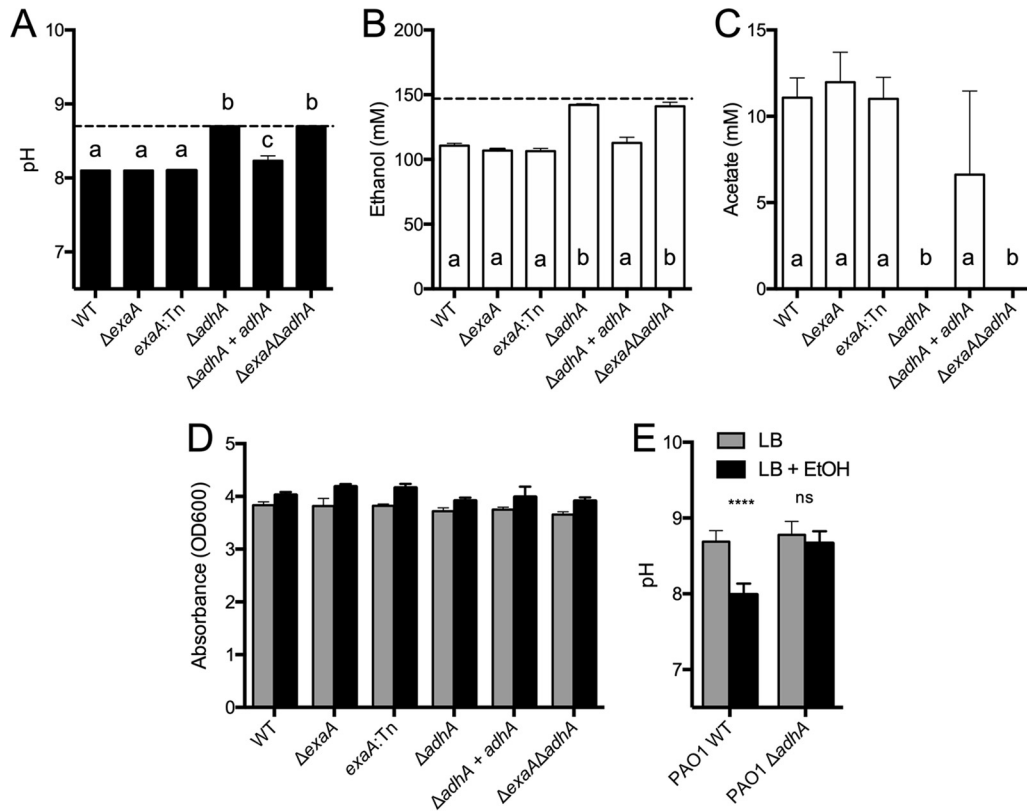 A
pH
10
9
8
7
a
a
a
b
c
b
WT
ΔexaA
exaA:Tn
ΔadhA
ΔadhA + adhA
ΔexaAΔadhA
B
Ethanol (mM)
200
150
100
50
0
a
a
a
b
a
b
WT
ΔexaA
exaA:Tn
ΔadhA
ΔadhA + adhA
ΔexaAΔadhA
C
Acetate (mM)
15
10
5
0
a
a
a
b
a
b
WT
ΔexaA
exaA:Tn
ΔadhA
ΔadhA + adhA
ΔexaAΔadhA
D
Absorbance (OD600)
5
4
3
2
1
0
WT
ΔexaA
exaA:Tn
ΔadhA
ΔadhA + adhA
ΔexaAΔadhA
E
LB
LB + EtOH
pH
10
9
8
7
****
ns
PAO1 WT
PAO1 ΔadhA